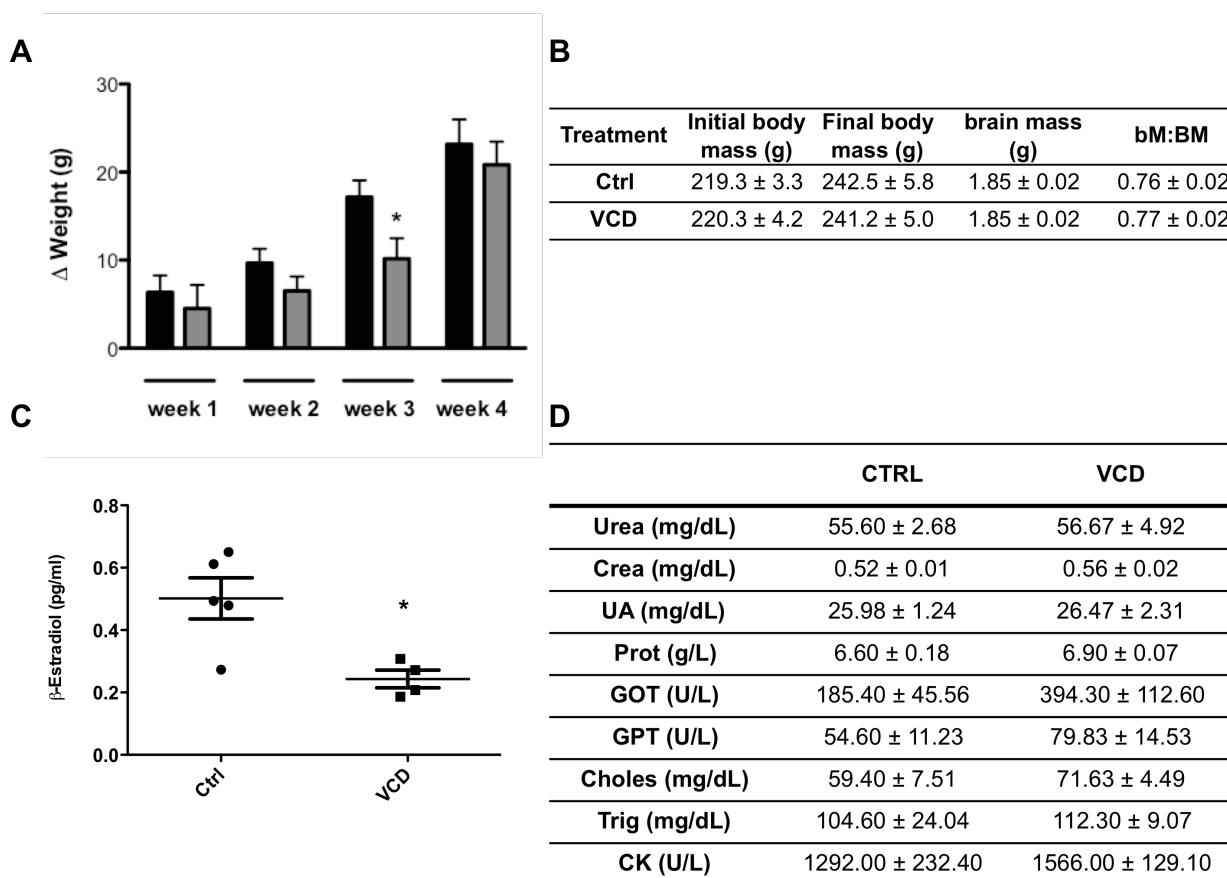 A
30
20
10
0
Δ Weight (g)
*
week 1 week 2 week 3 week 4
B
Treatment Initial body mass (g) Final body mass (g) brain mass (g) bM:BM
Ctrl 219.3 ± 3.3 242.5 ± 5.8 1.85 ± 0.02 0.76 ± 0.02
VCD 220.3 ± 4.2 241.2 ± 5.0 1.85 ± 0.02 0.77 ± 0.02
C
0.8
0.6
0.4
0.2
0.0
β-Estradiol (pg/ml)
*
Ctrl VCD
D
CTRL VCD
Urea (mg/dL) 55.60 ± 2.68 56.67 ± 4.92
Crea (mg/dL) 0.52 ± 0.01 0.56 ± 0.02
UA (mg/dL) 25.98 ± 1.24 26.47 ± 2.31
Prot (g/L) 6.60 ± 0.18 6.90 ± 0.07
GOT (U/L) 185.40 ± 45.56 394.30 ± 112.60
GPT (U/L) 54.60 ± 11.23 79.83 ± 14.53
Choles (mg/dL) 59.40 ± 7.51 71.63 ± 4.49
Trig (mg/dL) 104.60 ± 24.04 112.30 ± 9.07
CK (U/L) 1292.00 ± 232.40 1566.00 ± 129.10